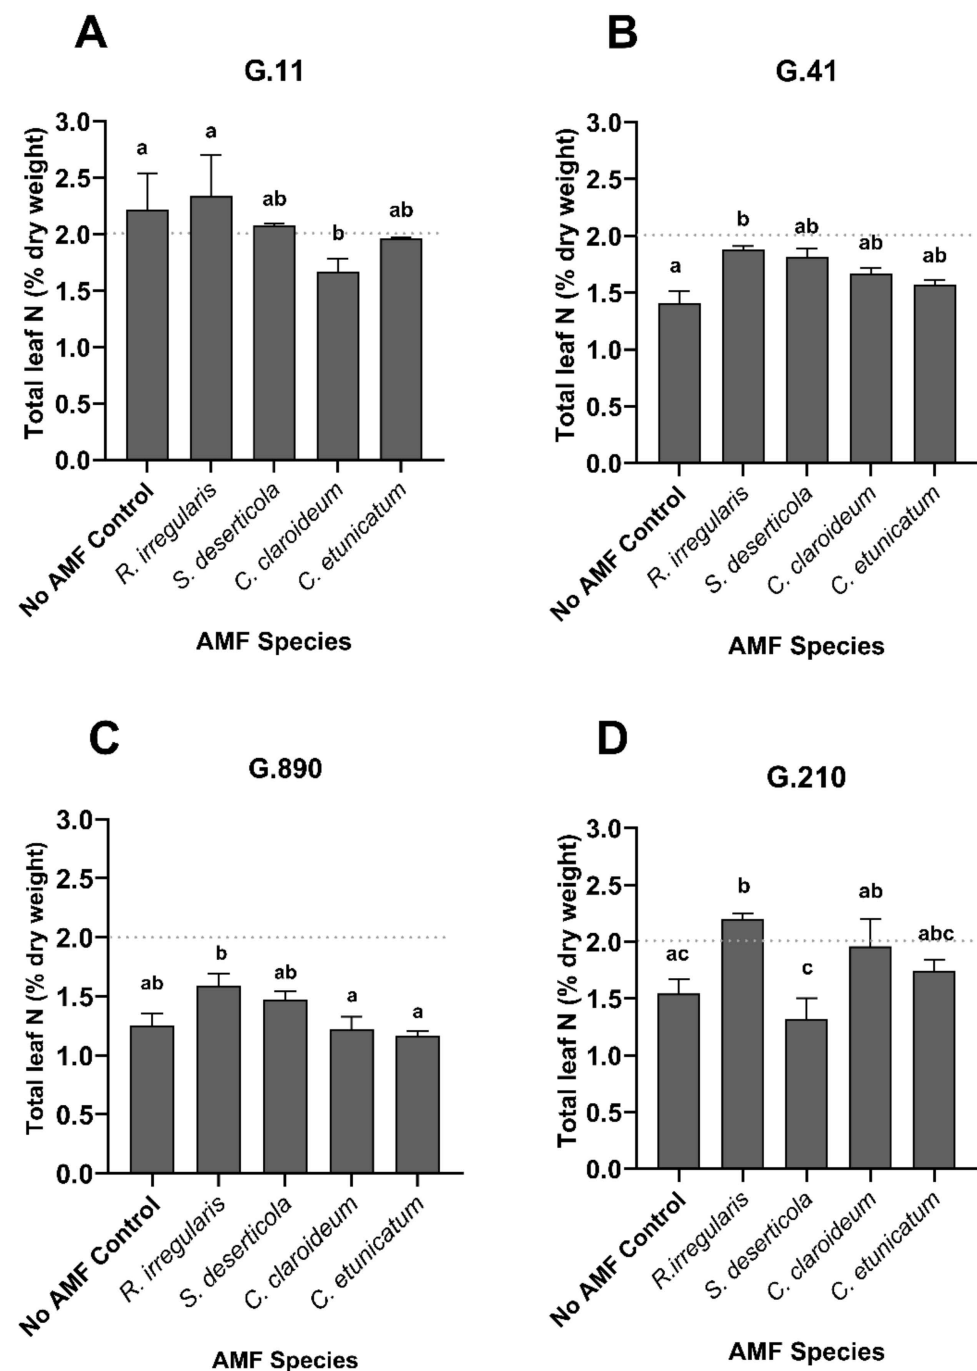 A
G.11
Total leaf N (% dry weight)
3.0
2.5
2.0
1.5
1.0
0.5
0.0
a
a
ab
b
ab
No AMF Control
R. irregularis
S. deserticola
C. claroideum
C. etunicatum
AMF Species
B
G.41
Total leaf N (% dry weight)
3.0
2.5
2.0
1.5
1.0
0.5
0.0
a
b
ab
ab
ab
No AMF Control
R. irregularis
S. deserticola
C. claroideum
C. etunicatum
AMF Species
C
G.890
Total leaf N (% dry weight)
3.0
2.5
2.0
1.5
1.0
0.5
0.0
ab
b
ab
a
a
No AMF Control
R. irregularis
S. deserticola
C. claroideum
C. etunicatum
AMF Species
D
G.210
Total leaf N (% dry weight)
3.0
2.5
2.0
1.5
1.0
0.5
0.0
ac
b
c
ab
abc
No AMF Control
R.irregularis
S. deserticola
C. claroideum
C. etunicatum
AMF Species